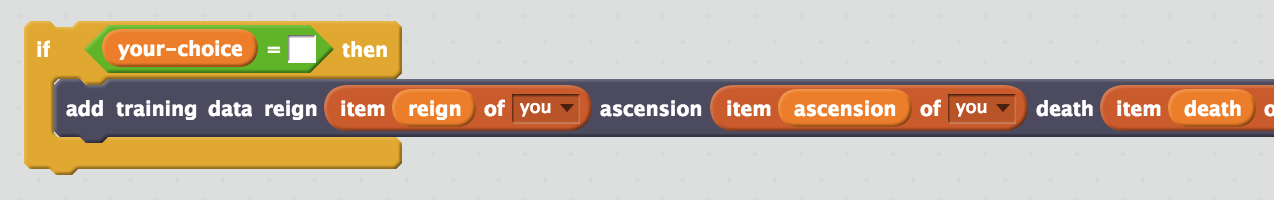 if your-choice = then
add training data reign item reign of you ascension item ascension of you death item death